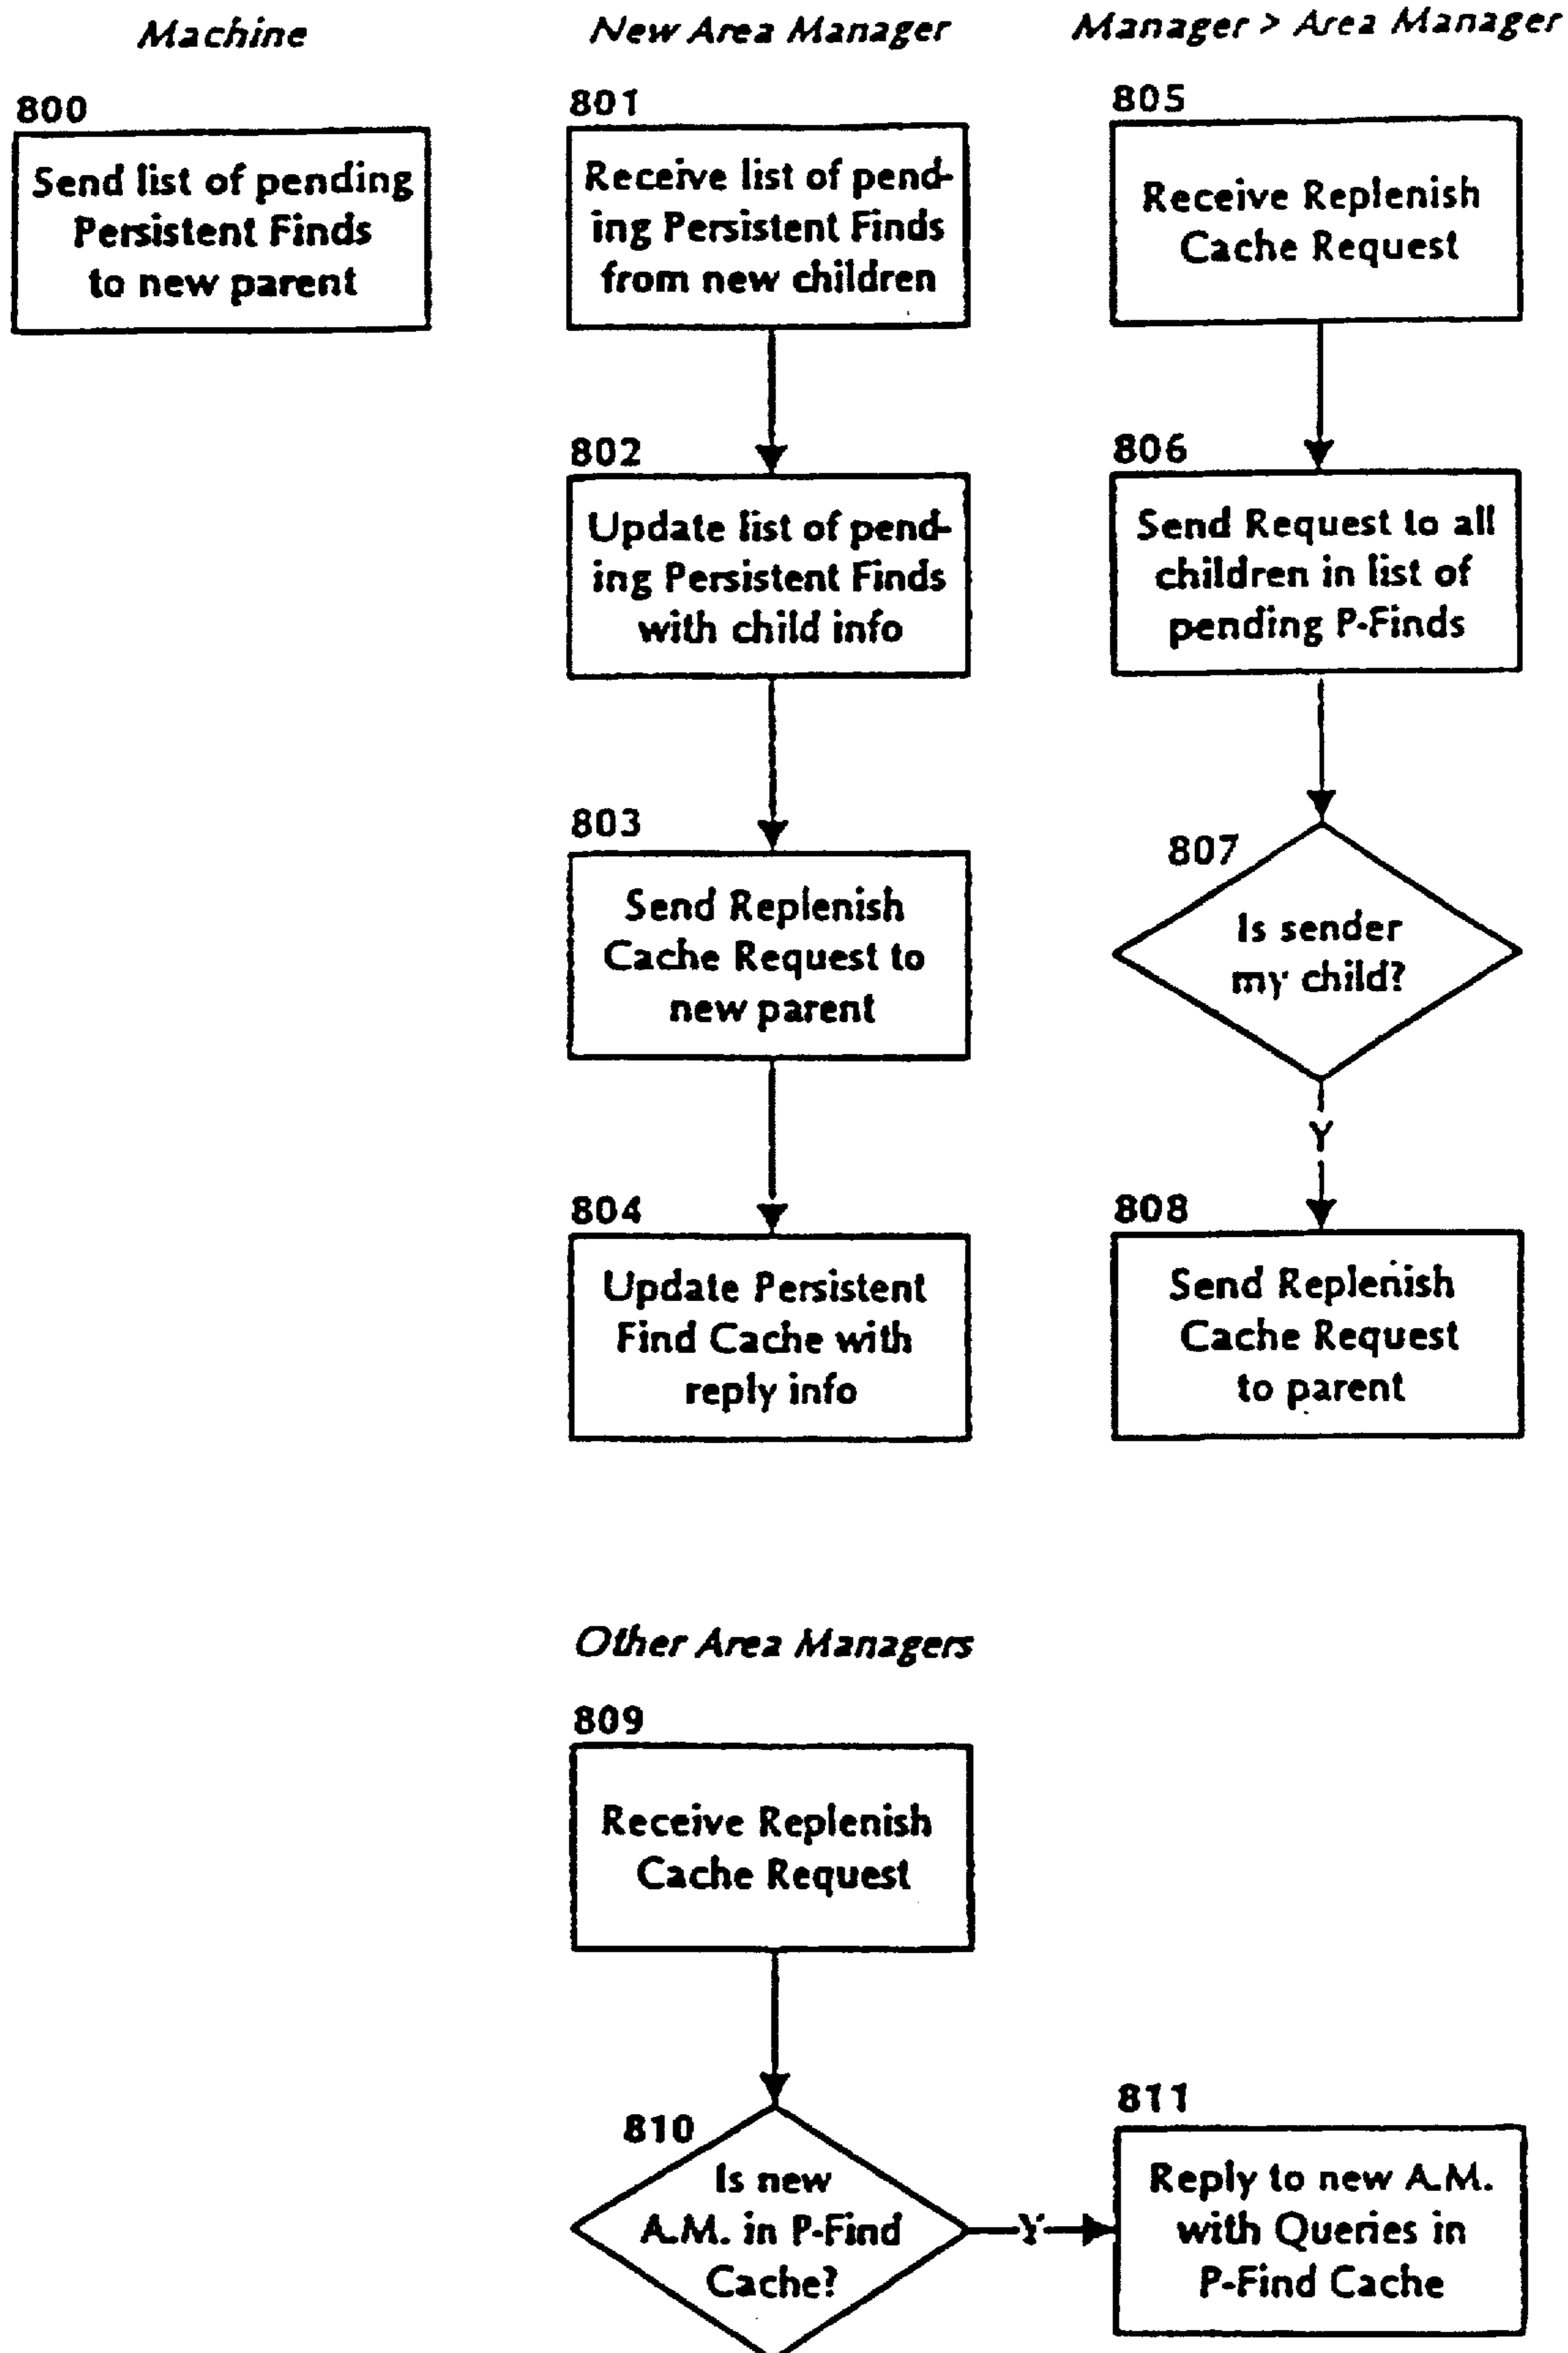 Machine
800
Send list of pending
Persistent Finds
to new parent
New Area Manager
801
Receive list of pend-
ing Persistent Finds
from new children
802
Update list of pend-
ing Persistent Finds
with child info
803
Send Replenish
Cache Request to
new parent
804
Update Persistent
Find Cache with
reply info
Manager > Area Manager
805
Receive Replenish
Cache Request
806
Send Request to all
children in list of
pending P-Finds
807
Is sender
my child?
Y
808
Send Replenish
Cache Request
to parent
Other Area Managers
809
Receive Replenish
Cache Request
810
Is new
A.M. in P-Find
Cache?
Y
811
Reply to new A.M.
with Queries in
P-Find Cache